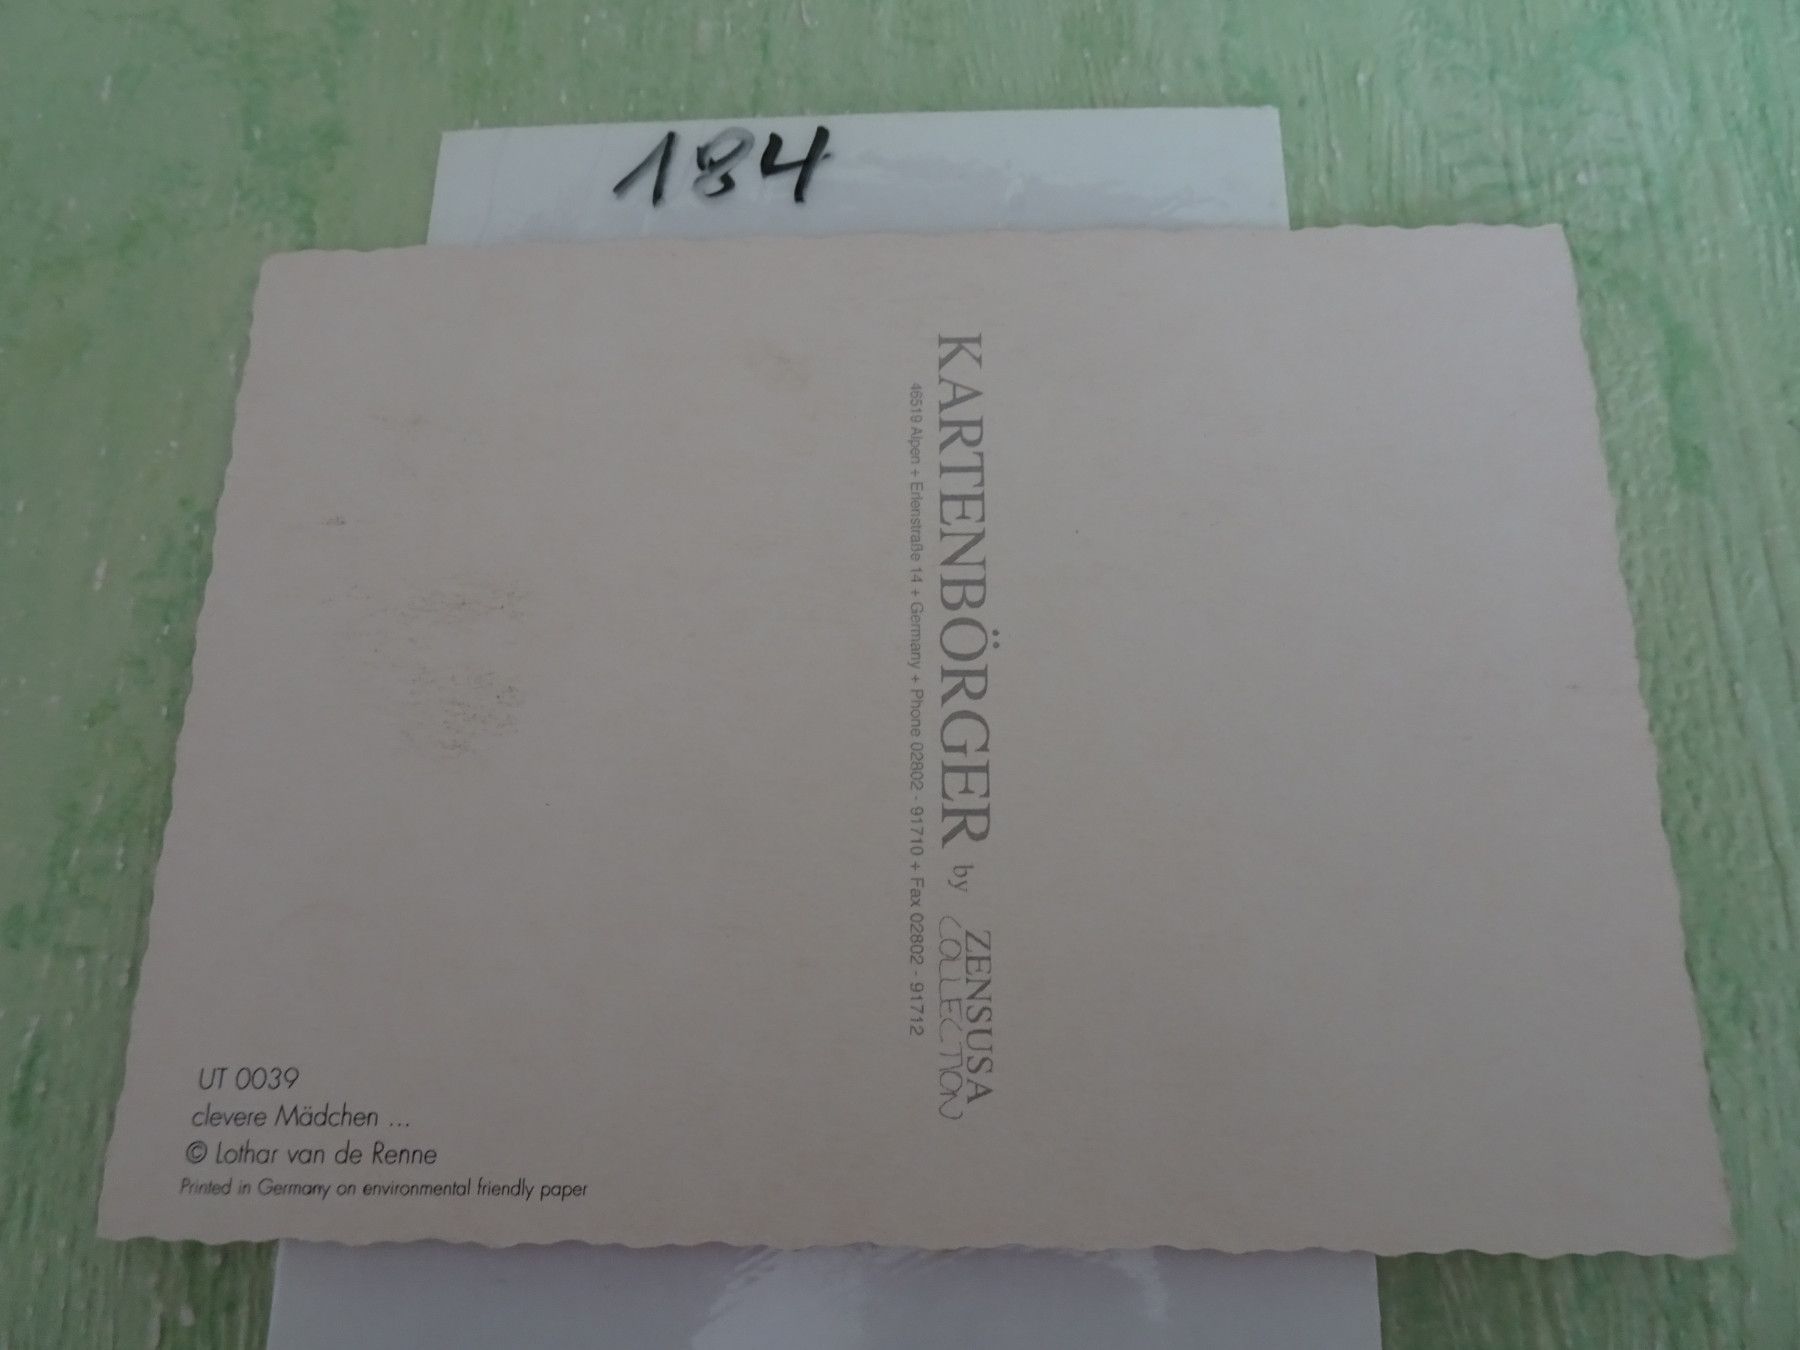 184
KARTENBÖRGER by ZENSUSA COLLECTION
46519 Alpen + Erlenstraße 14 + Germany + Phone 02802 - 91710 + Fax 02802 - 91712
UT 0039
clevere Mädchen ...
© Lothar van de Renne
Printed in Germany on environmental friendly paper